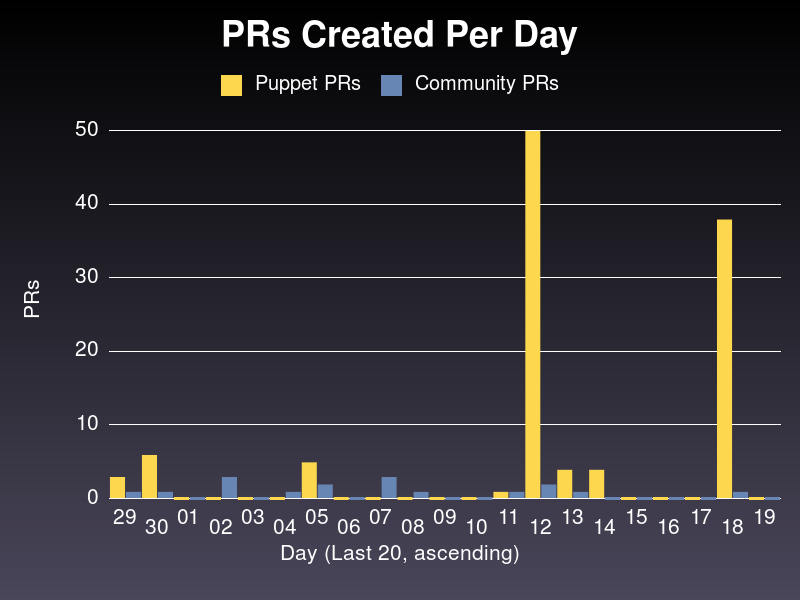 PRs Created Per Day
Puppet PRs Community PRs
50
40
30
20
10
0
PRs
29 30 01 02 03 04 05 06 07 08 09 10 11 12 13 14 15 16 17 18 19
Day (Last 20, ascending)